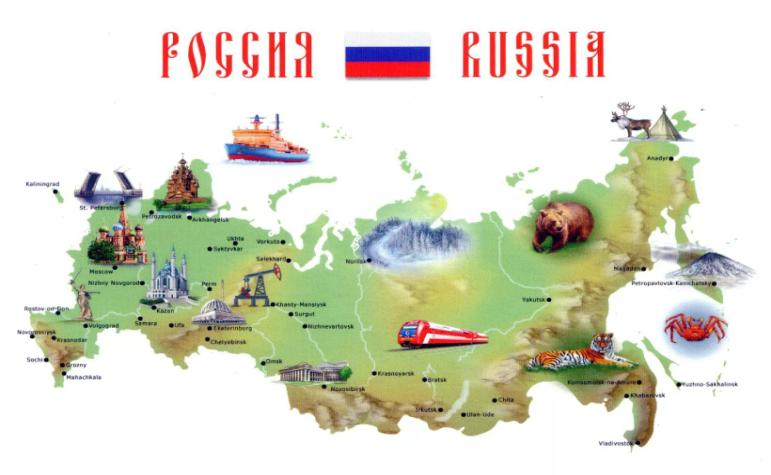 РОССИЯ RUSSIA
Anadyr
Kaliningrad
St. Petersburg
Petrozavodsk
Arkhangelsk
Ukhta
Vorkuta
Syktyvkar
Salekhard
Norilsk
Moscow
Magadan
Nizhny Novgorod
Perm
Petropavlovsk-Kamchatsky
Yakutsk
Khanty-Mansiysk
Rostov-on-Don
Kazan
Surgut
Samara
Ufa
Volgograd
Ekaterinburg
Nizhnevartovsk
Novorossiysk
Krasnodar
Chelyabinsk
Sochi
Grozny
Omsk
Makhachkala
Krasnoyarsk
Bratsk
Komsomolsk-na-Amure
Yuzhno-Sakhalinsk
Novosibirsk
Khabarovsk
Chita
Irkutsk
Ulan-Ude
Vladivostok